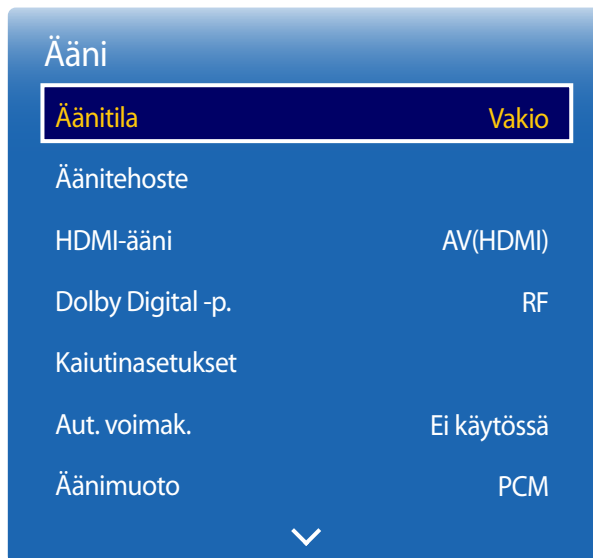 Ääni
Äänitila Vakio
Äänitehoste
HDMI-ääni AV(HDMI)
Dolby Digital -p. RF
Kaiutinasetukset
Aut. voimak. Ei käytössä
Äänimuoto PCM